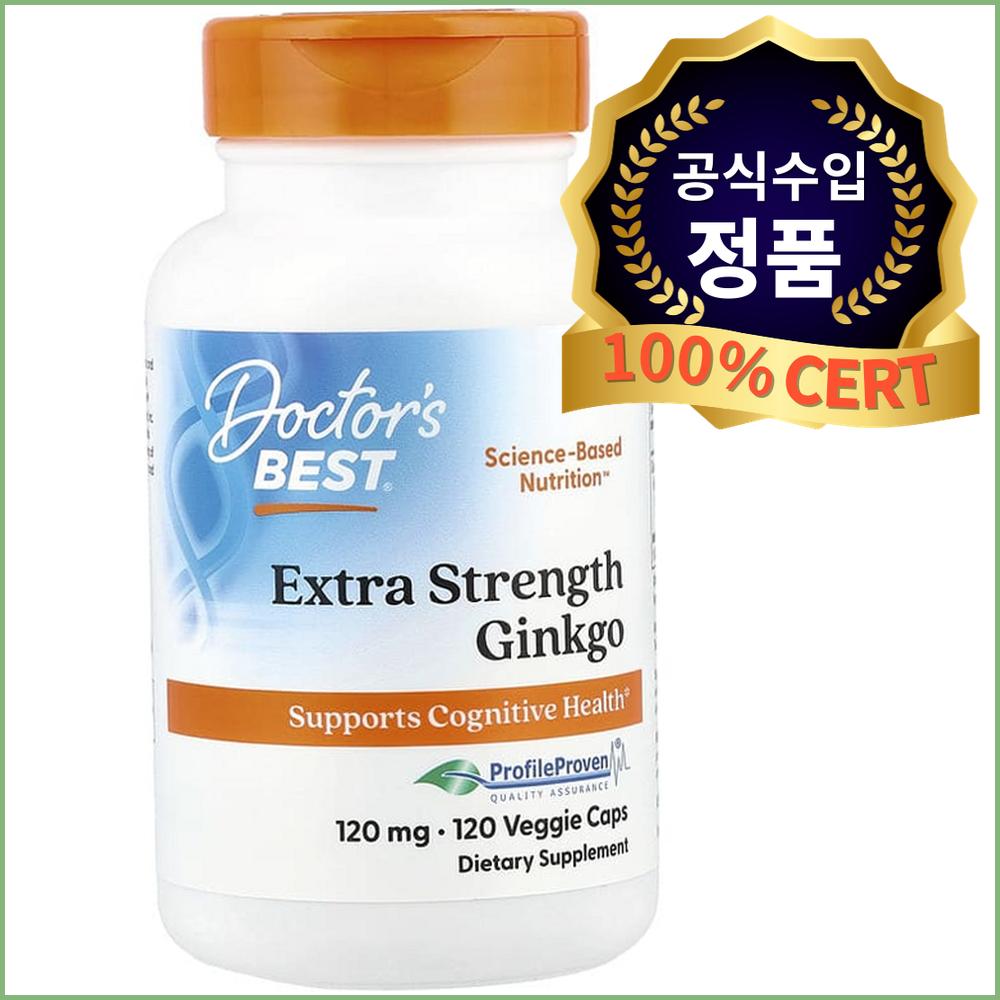 Doctor's
BEST®
Science-Based
Nutrition™
Extra Strength
Ginkgo
Supports Cognitive Health‡
ProfileProven®
QUALITY ASSURANCE
120 mg • 120 Veggie Caps
Dietary Supplement
공식수입
정품
100% CERT